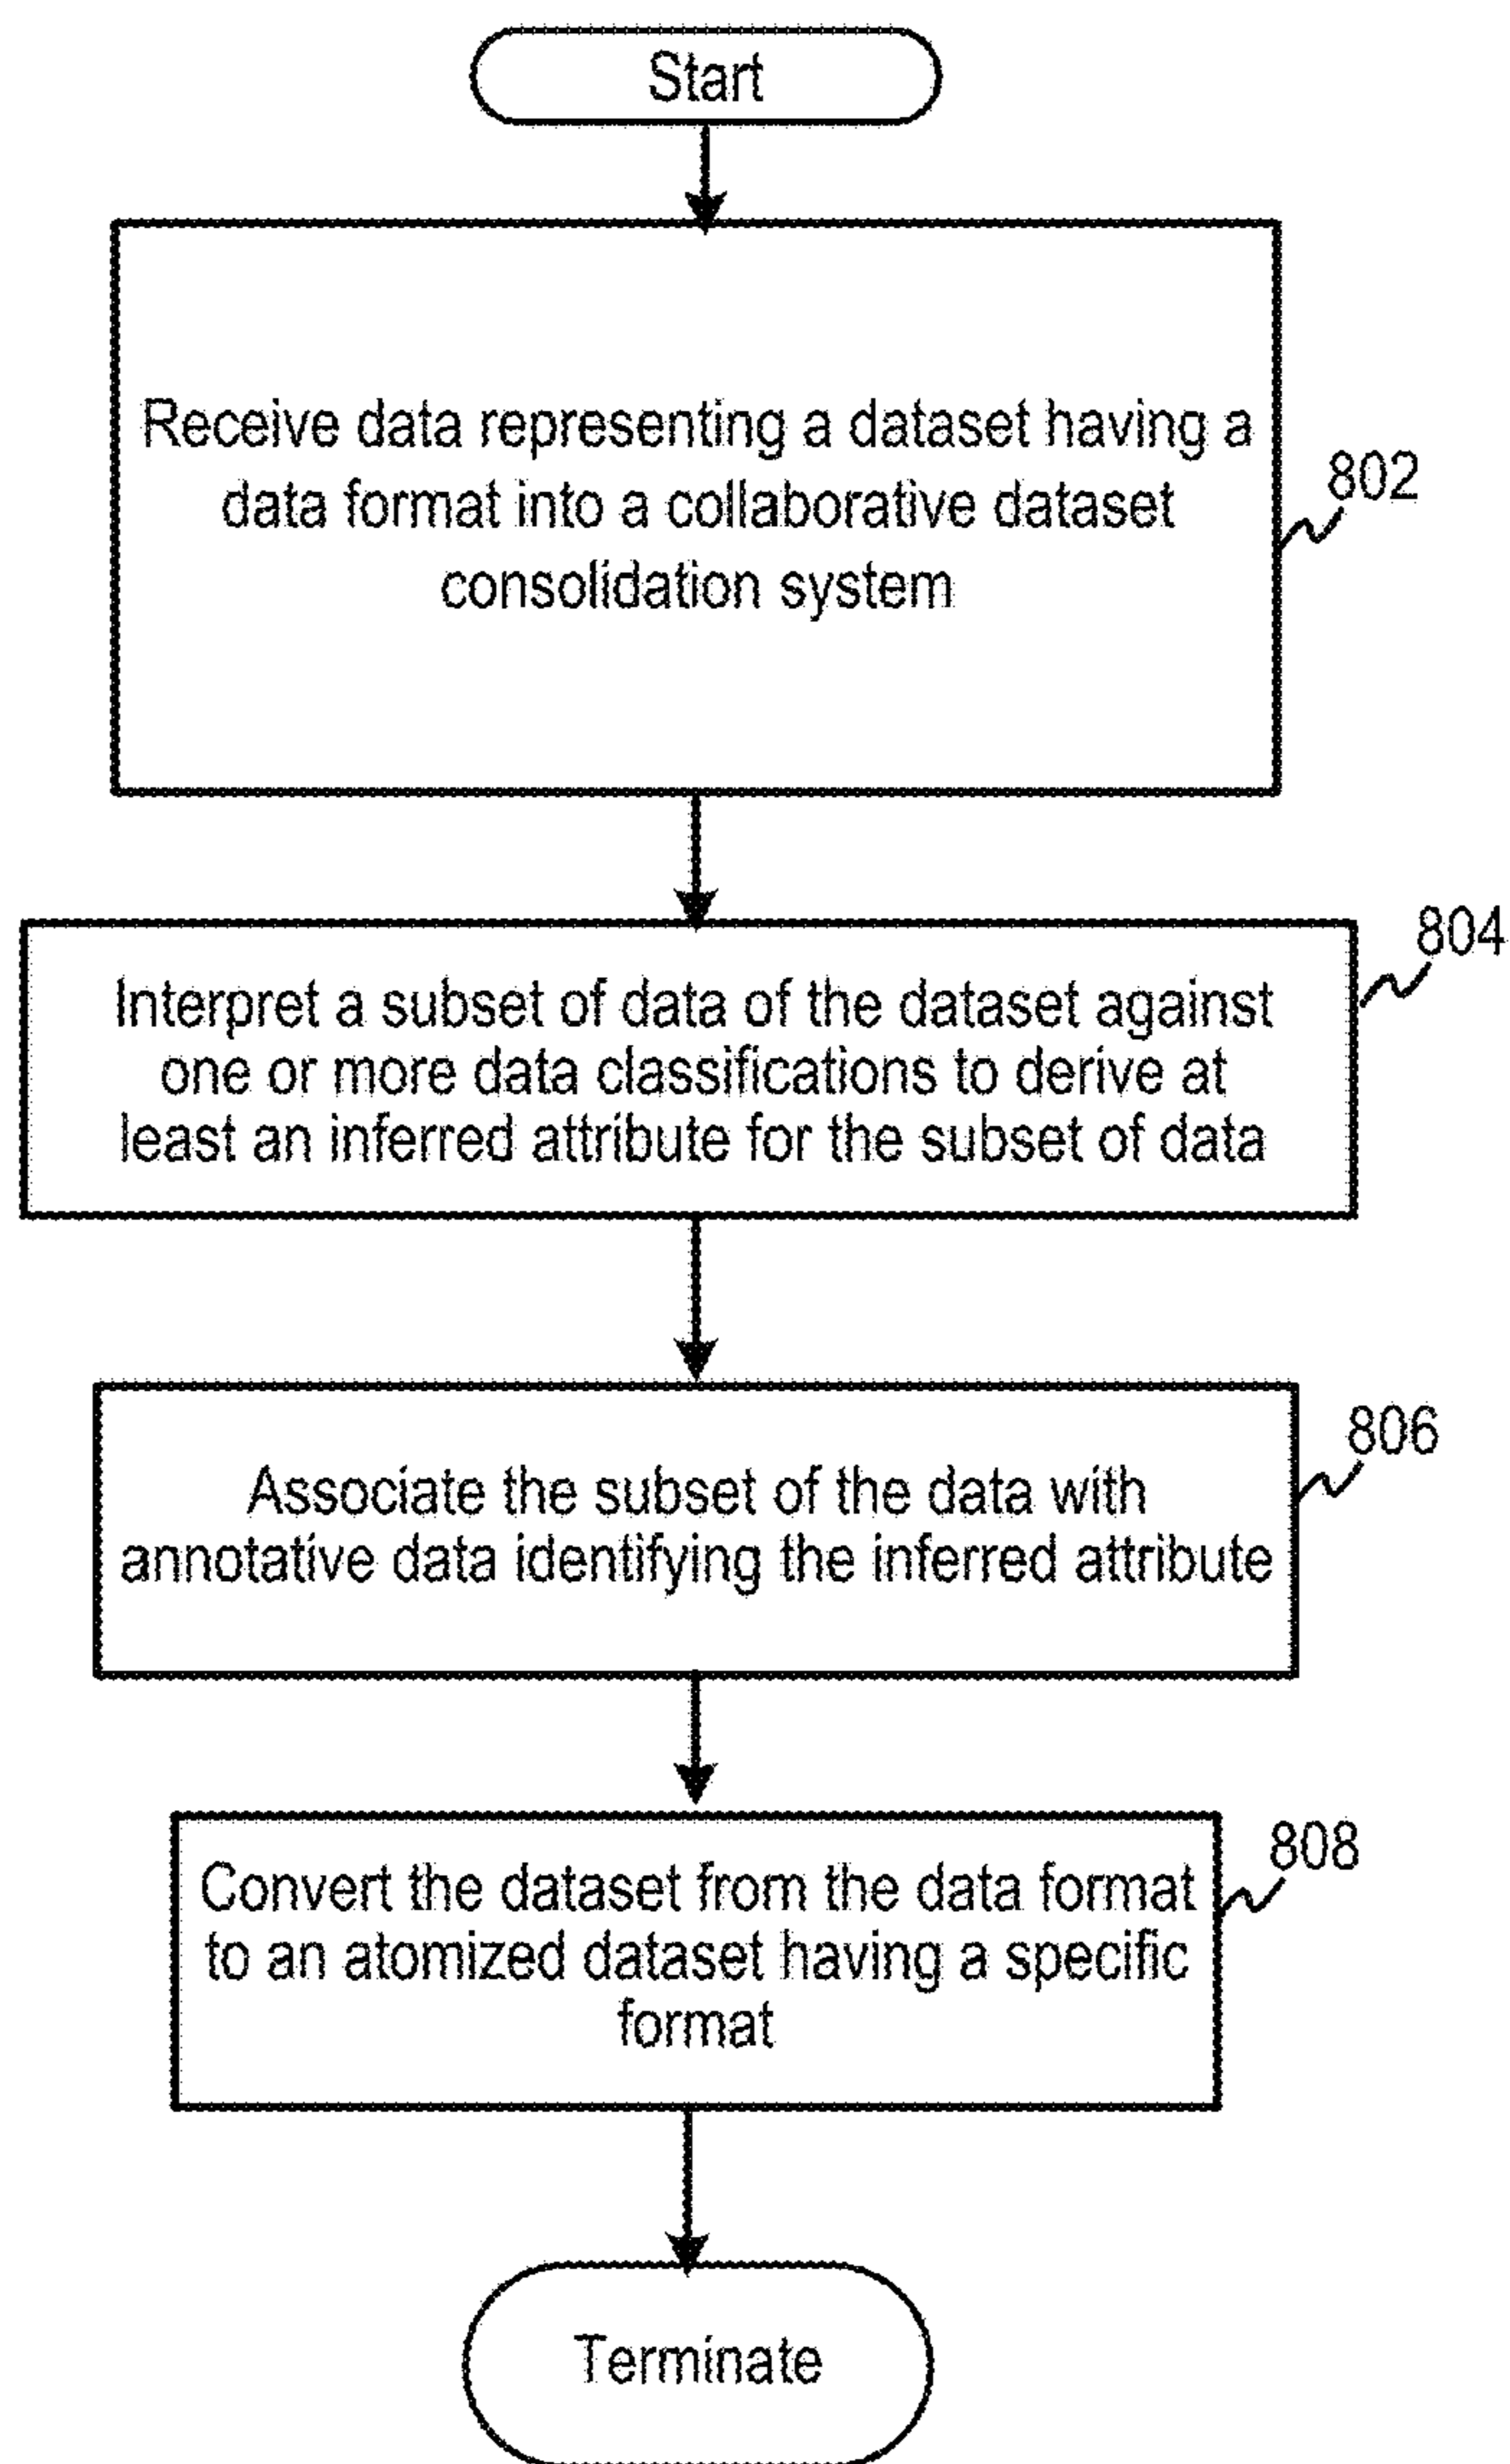 Start
Receive data representing a dataset having a
data format into a collaborative dataset
consolidation system
802
Interpret a subset of data of the dataset against
one or more data classifications to derive at
least an inferred attribute for the subset of data
804
Associate the subset of the data with
annotative data identifying the inferred attribute
806
Convert the dataset from the data format
to an atomized dataset having a specific
format
808
Terminate